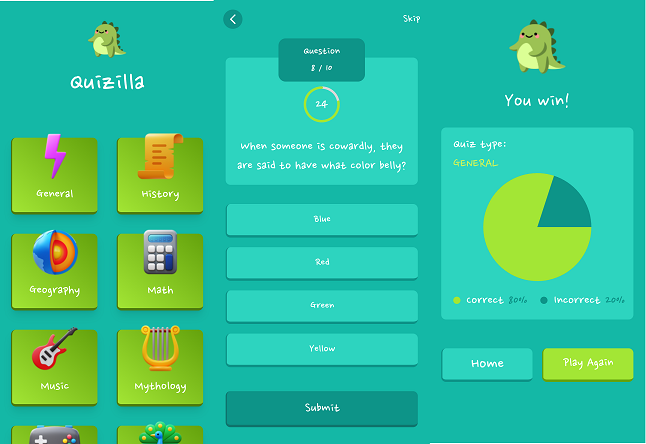 Quizilla
General
History
Geography
Math
Music
Mythology
Skip
Question
8 / 10
24
When someone is cowardly, they
are said to have what color belly?
Blue
Red
Green
Yellow
Submit
You win!
Quiz type:
GENERAL
Correct 80%
Incorrect 20%
Home
Play Again